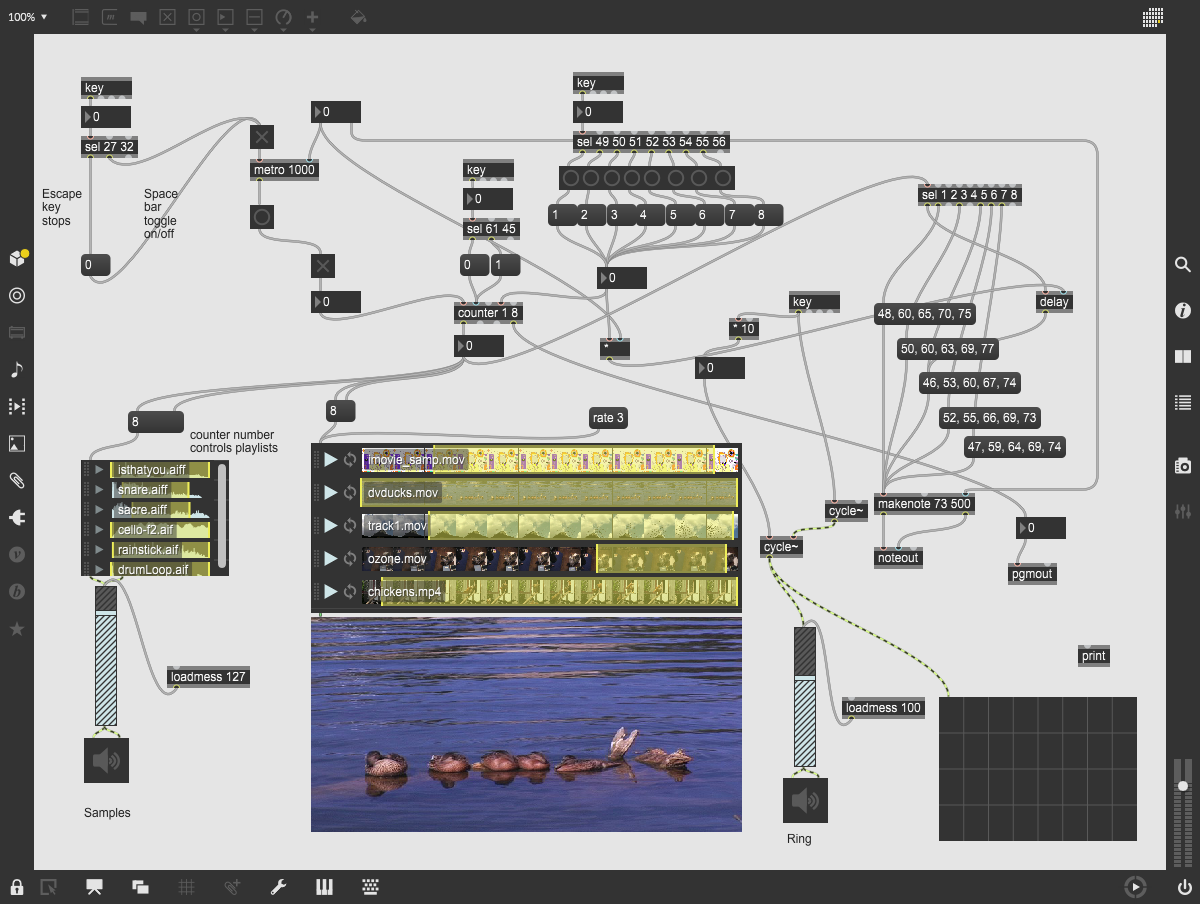 100%
key
0
sel 27 32
Escape
key
stops
Space
bar
toggle
on/off
0
metro 1000
0
0
key
0
sel 61 45
0
1
counter 1 8
0
key
0
sel 49 50 51 52 53 54 55 56
1
2
3
4
5
6
7
8
0
*
* 10
0
key
sel 1 2 3 4 5 6 7 8
delay
48, 60, 65, 70, 75
50, 60, 63, 69, 77
46, 53, 60, 67, 74
52, 55, 66, 69, 73
47, 59, 64, 69, 74
8
counter number
controls playlists
8
rate 3
isthatyou.aiff
snare.aiff
sacre.aiff
cello-f2.aif
rainstick.aif
drumLoop.aif
movie_samp.mov
dvducks.mov
track1.mov
ozone.mov
chickens.mp4
cycle~
cycle~
makenote 73 500
noteout
0
pgmout
print
loadmess 127
loadmess 100
Samples
Ring